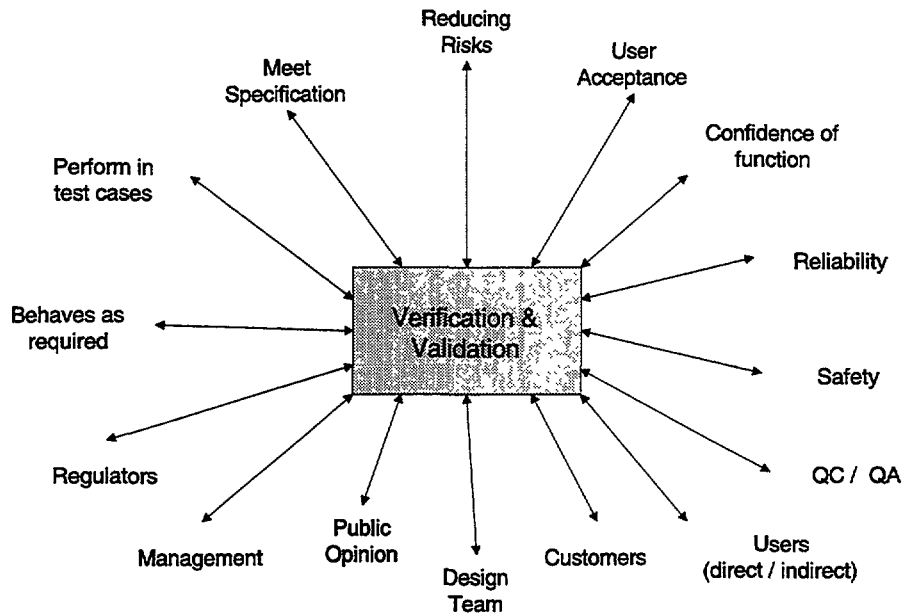 Reducing
Risks
User
Acceptance
Meet
Specification
Confidence of
function
Perform in
test cases
Reliability
Behaves as
required
Verification &
Validation
Safety
Regulators
QC / QA
Management
Public
Opinion
Design
Team
Customers
Users
(direct / indirect)